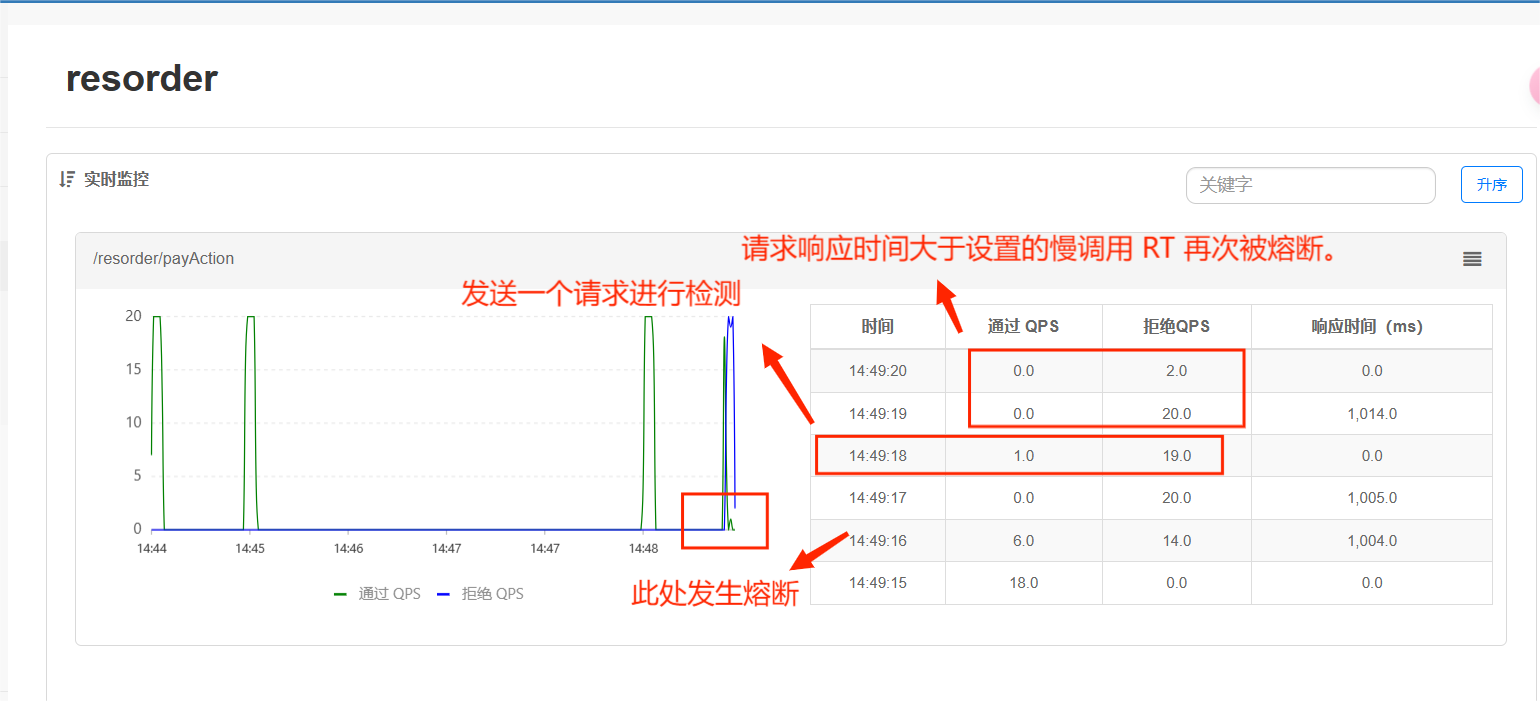 resorder
实时监控
关键字
升序
/resorder/payAction
请求响应时间大于设置的慢调用 RT 再次被熔断。
发送一个请求进行检测
20
15
10
5
0
14:44 14:45 14:46 14:47 14:47 14:48
通过 QPS 拒绝 QPS
此处发生熔断
时间 通过 QPS 拒绝QPS 响应时间（ms）
14:49:20 0.0 2.0 0.0
14:49:19 0.0 20.0 1,014.0
14:49:18 1.0 19.0 0.0
14:49:17 0.0 20.0 1,005.0
14:49:16 6.0 14.0 1,004.0
14:49:15 18.0 0.0 0.0